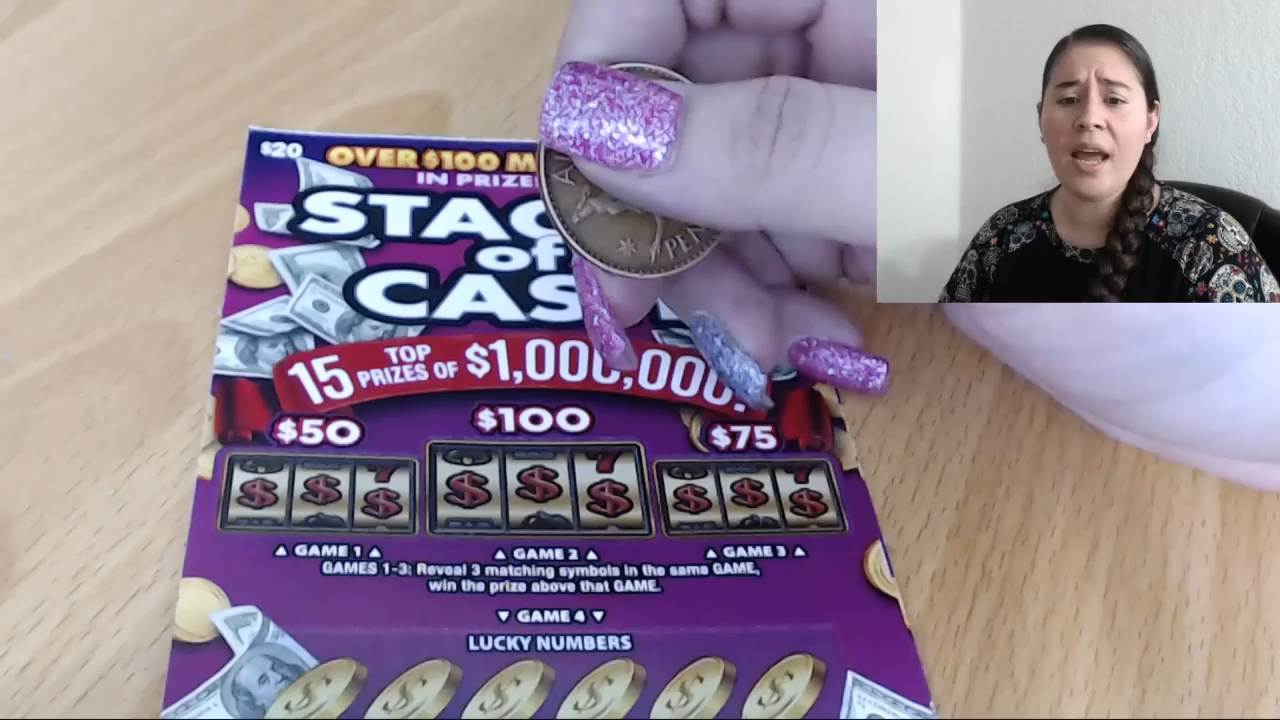 $20
OVER $100 M
IN PRIZE
STAC
of
CAS
15 TOP PRIZES OF $1,000,000!
$50 $100 $75
▲ GAME 1 ▲ ▲ GAME 2 ▲ ▲ GAME 3 ▲
GAMES 1-3: Reveal 3 matching symbols in the same GAME,
win the prize above that GAME.
▼ GAME 4 ▼
LUCKY NUMBERS
PEN